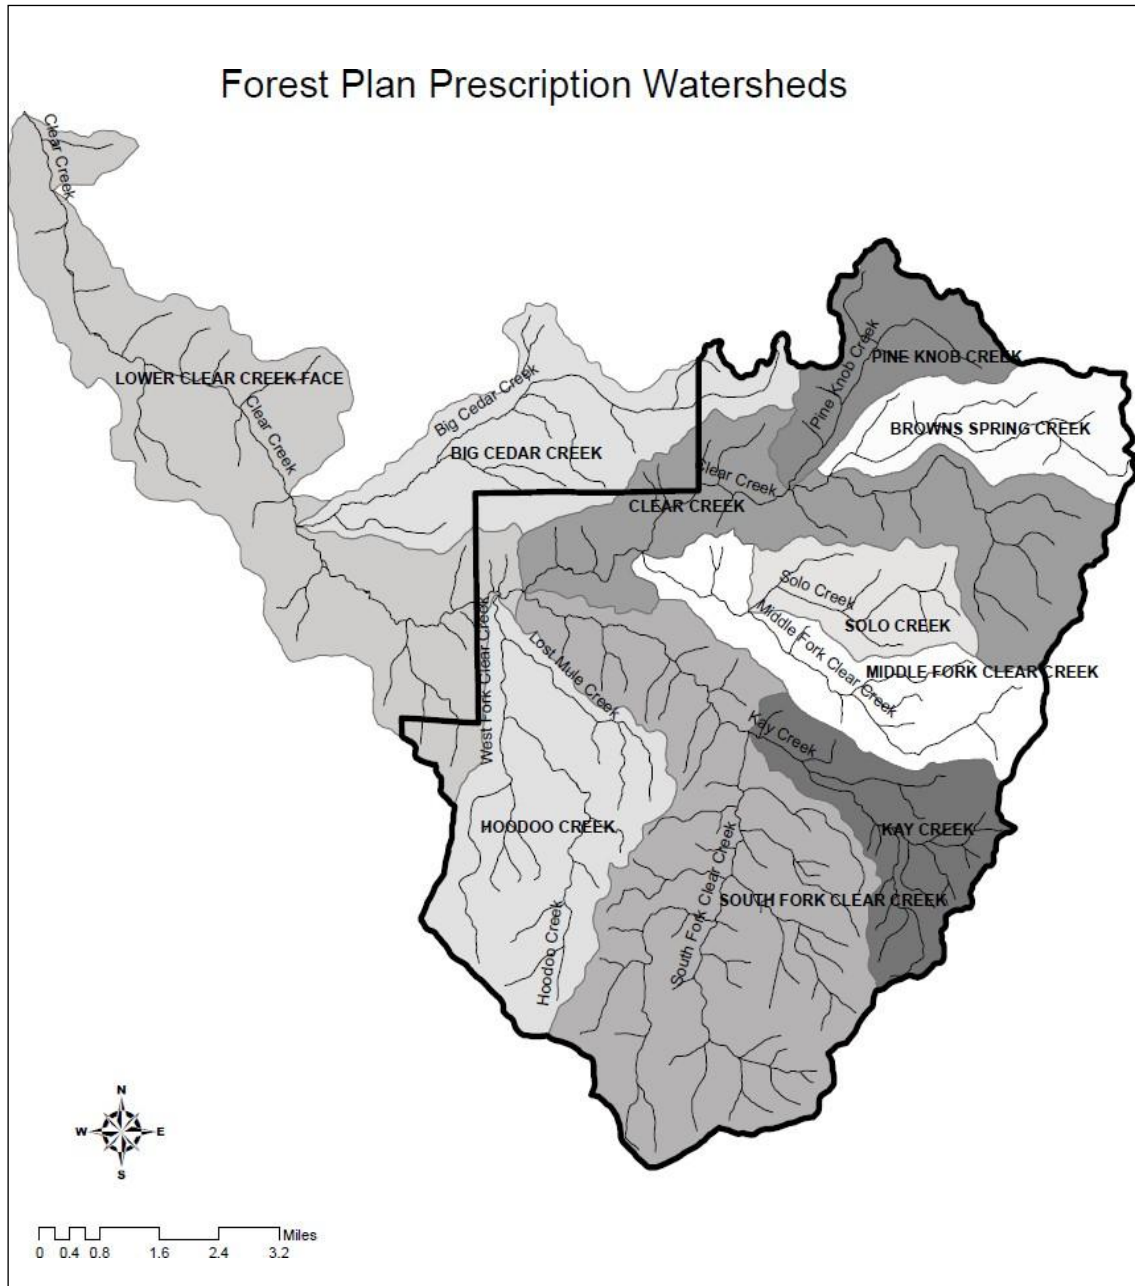 Forest Plan Prescription Watersheds
Clear Creek
PINE KNOB CREEK
Pine Knob Creek
LOWER CLEAR CREEK FACE
Big Cedar Creek
Clear Creek
BROWNS SPRING CREEK
BIG CEDAR CREEK
Clear Creek
CLEAR CREEK
Solo Creek
SOLO CREEK
Middle Fork Clear Creek
MIDDLE FORK CLEAR CREEK
West Fork Clear Creek
Lost Mule Creek
Kay Creek
HOODOO CREEK
KAY CREEK
South Fork Clear Creek
SOUTH FORK CLEAR CREEK
Hoodoo Creek
N
W E
S
Miles
0 0.4 0.8 1.6 2.4 3.2